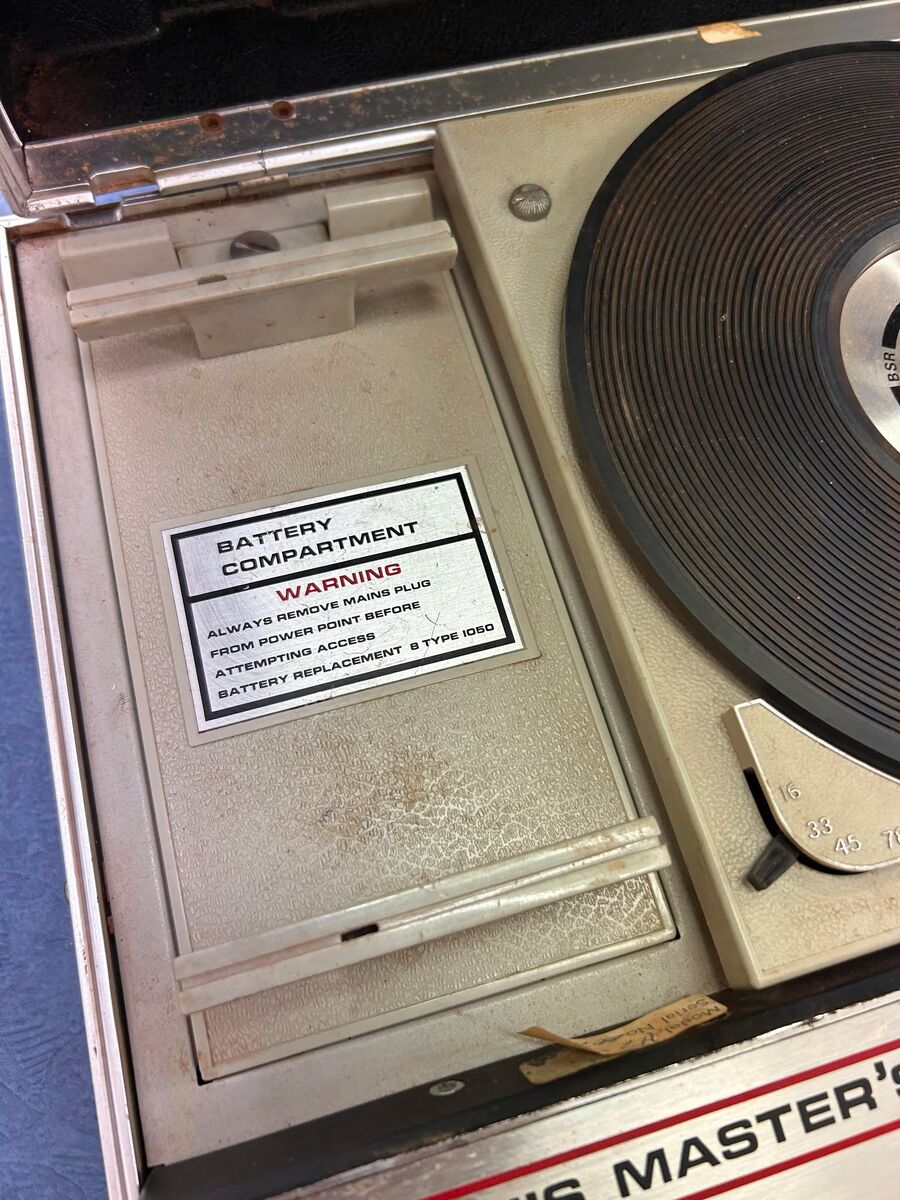 BSR
BATTERY
COMPARTMENT
WARNING
ALWAYS REMOVE MAINS PLUG
FROM POWER POINT BEFORE
ATTEMPTING ACCESS
BATTERY REPLACEMENT 8 TYPE 1050
16
33
45
78
Model
Serial No.
MASTER'S